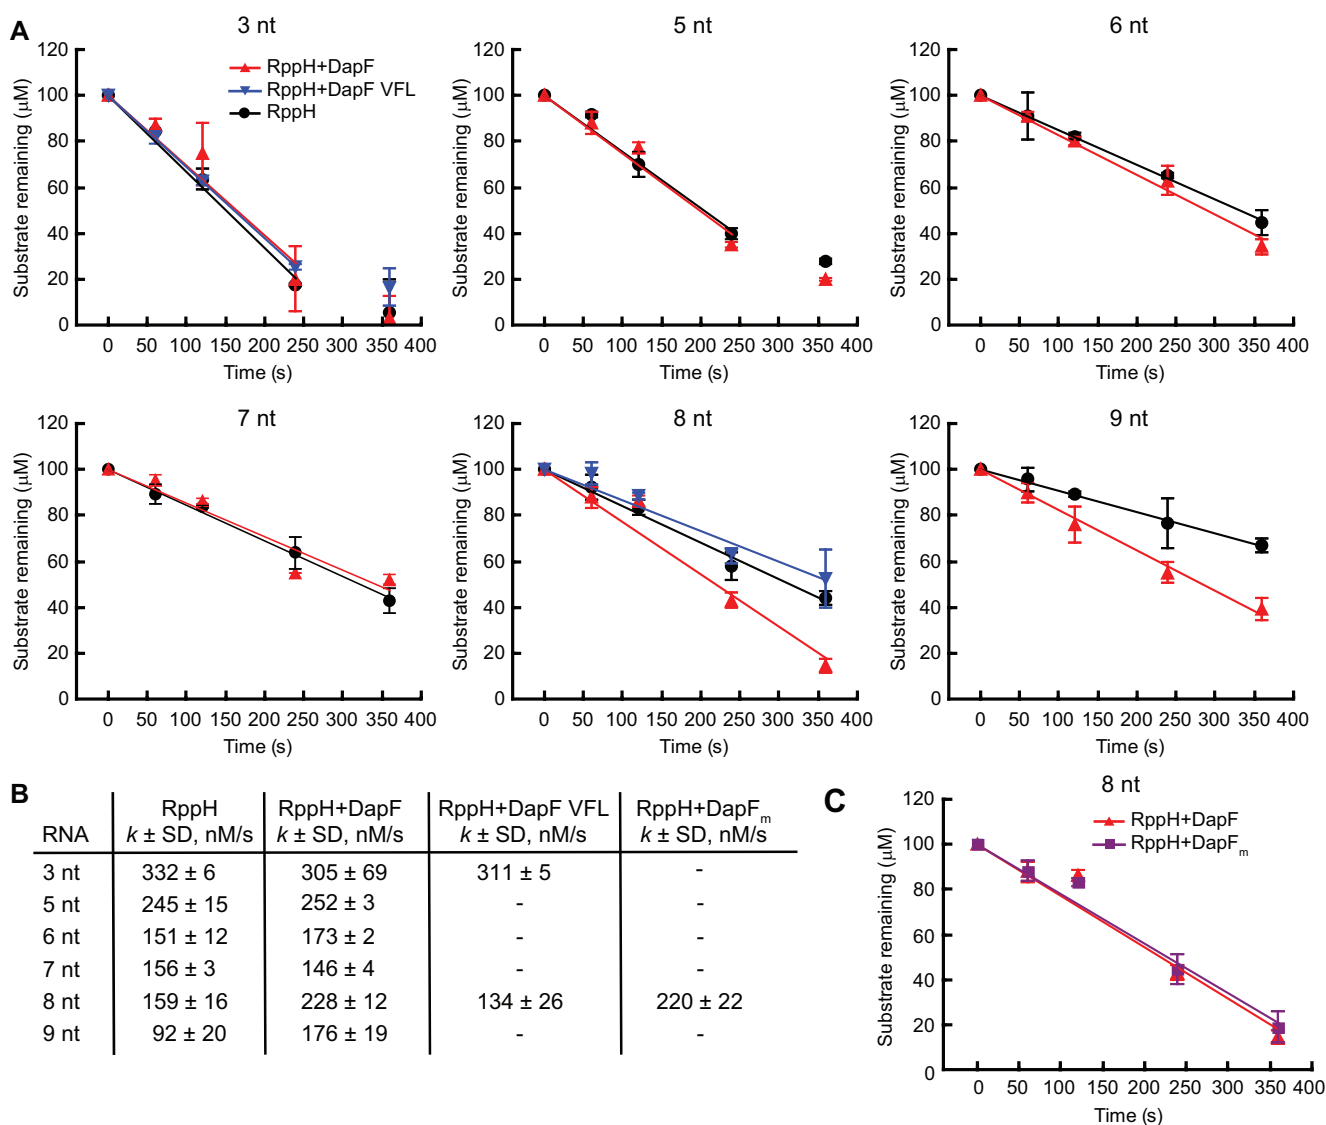 A
3 nt
5 nt
6 nt
Substrate remaining (μM)
120
100
80
60
40
20
0
RppH+DapF
RppH+DapF VFL
RppH
0 50 100 150 200 250 300 350 400
Time (s)
Substrate remaining (μM)
120
100
80
60
40
20
0
0 50 100 150 200 250 300 350 400
Time (s)
Substrate remaining (μM)
120
100
80
60
40
20
0
0 50 100 150 200 250 300 350 400
Time (s)
7 nt
8 nt
9 nt
Substrate remaining (μM)
120
100
80
60
40
20
0
0 50 100 150 200 250 300 350 400
Time (s)
Substrate remaining (μM)
120
100
80
60
40
20
0
0 50 100 150 200 250 300 350 400
Time (s)
Substrate remaining (μM)
120
100
80
60
40
20
0
0 50 100 150 200 250 300 350 400
Time (s)
B
RppH RppH+DapF RppH+DapF VFL RppH+DapFm
RNA k ± SD, nM/s k ± SD, nM/s k ± SD, nM/s k ± SD, nM/s
3 nt 332 ± 6 305 ± 69 311 ± 5 -
5 nt 245 ± 15 252 ± 3 - -
6 nt 151 ± 12 173 ± 2 - -
7 nt 156 ± 3 146 ± 4 - -
8 nt 159 ± 16 228 ± 12 134 ± 26 220 ± 22
9 nt 92 ± 20 176 ± 19 - -
C
8 nt
Substrate remaining (μM)
120
100
80
60
40
20
0
RppH+DapF
RppH+DapFm
0 50 100 150 200 250 300 350 400
Time (s)